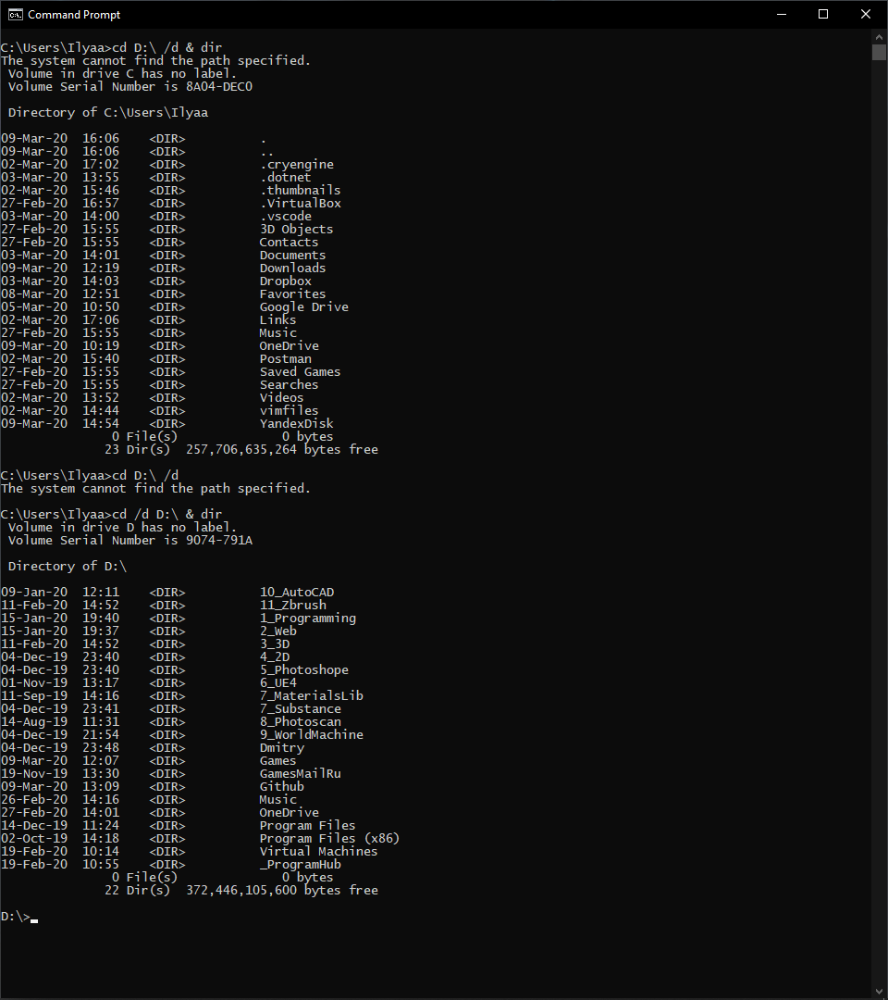 Command Prompt
C:\Users\Ilyaa>cd D:\ /d & dir
The system cannot find the path specified.
 Volume in drive C has no label.
 Volume Serial Number is 8A04-DEC0

 Directory of C:\Users\Ilyaa

09-Mar-20  16:06    <DIR>          .
09-Mar-20  16:06    <DIR>          ..
02-Mar-20  17:02    <DIR>          .cryengine
03-Mar-20  13:55    <DIR>          .dotnet
02-Mar-20  15:46    <DIR>          .thumbnails
27-Feb-20  16:57    <DIR>          .VirtualBox
03-Mar-20  14:00    <DIR>          .vscode
27-Feb-20  15:55    <DIR>          3D Objects
27-Feb-20  15:55    <DIR>          Contacts
03-Mar-20  14:01    <DIR>          Documents
09-Mar-20  12:19    <DIR>          Downloads
03-Mar-20  14:03    <DIR>          Dropbox
08-Mar-20  12:51    <DIR>          Favorites
05-Mar-20  10:50    <DIR>          Google Drive
02-Mar-20  17:06    <DIR>          Links
27-Feb-20  15:55    <DIR>          Music
09-Mar-20  10:19    <DIR>          OneDrive
02-Mar-20  15:40    <DIR>          Postman
27-Feb-20  15:55    <DIR>          Saved Games
27-Feb-20  15:55    <DIR>          Searches
02-Mar-20  13:52    <DIR>          Videos
02-Mar-20  14:44    <DIR>          vimfiles
09-Mar-20  14:54    <DIR>          YandexDisk
               0 File(s)              0 bytes
              23 Dir(s)  257,706,635,264 bytes free

C:\Users\Ilyaa>cd D:\ /d
The system cannot find the path specified.

C:\Users\Ilyaa>cd /d D:\ & dir
 Volume in drive D has no label.
 Volume Serial Number is 9074-791A

 Directory of D:\

09-Jan-20  12:11    <DIR>          10_AutoCAD
11-Feb-20  14:52    <DIR>          11_Zbrush
15-Jan-20  19:40    <DIR>          1_Programming
15-Jan-20  19:37    <DIR>          2_Web
11-Feb-20  14:52    <DIR>          3_3D
04-Dec-19  23:40    <DIR>          4_2D
04-Dec-19  23:40    <DIR>          5_Photoshope
01-Nov-19  13:17    <DIR>          6_UE4
11-Sep-19  14:16    <DIR>          7_MaterialsLib
04-Dec-19  23:41    <DIR>          7_Substance
14-Aug-19  11:31    <DIR>          8_Photoscan
04-Dec-19  21:54    <DIR>          9_WorldMachine
04-Dec-19  23:48    <DIR>          Dmitry
09-Mar-20  12:07    <DIR>          Games
19-Nov-19  13:30    <DIR>          GamesMailRu
09-Mar-20  13:09    <DIR>          Github
26-Feb-20  14:16    <DIR>          Music
27-Feb-20  14:01    <DIR>          OneDrive
14-Dec-19  11:24    <DIR>          Program Files
02-Oct-19  14:18    <DIR>          Program Files (x86)
19-Feb-20  10:14    <DIR>          Virtual Machines
19-Feb-20  10:55    <DIR>          _ProgramHub
               0 File(s)              0 bytes
              22 Dir(s)  372,446,105,600 bytes free

D:\>